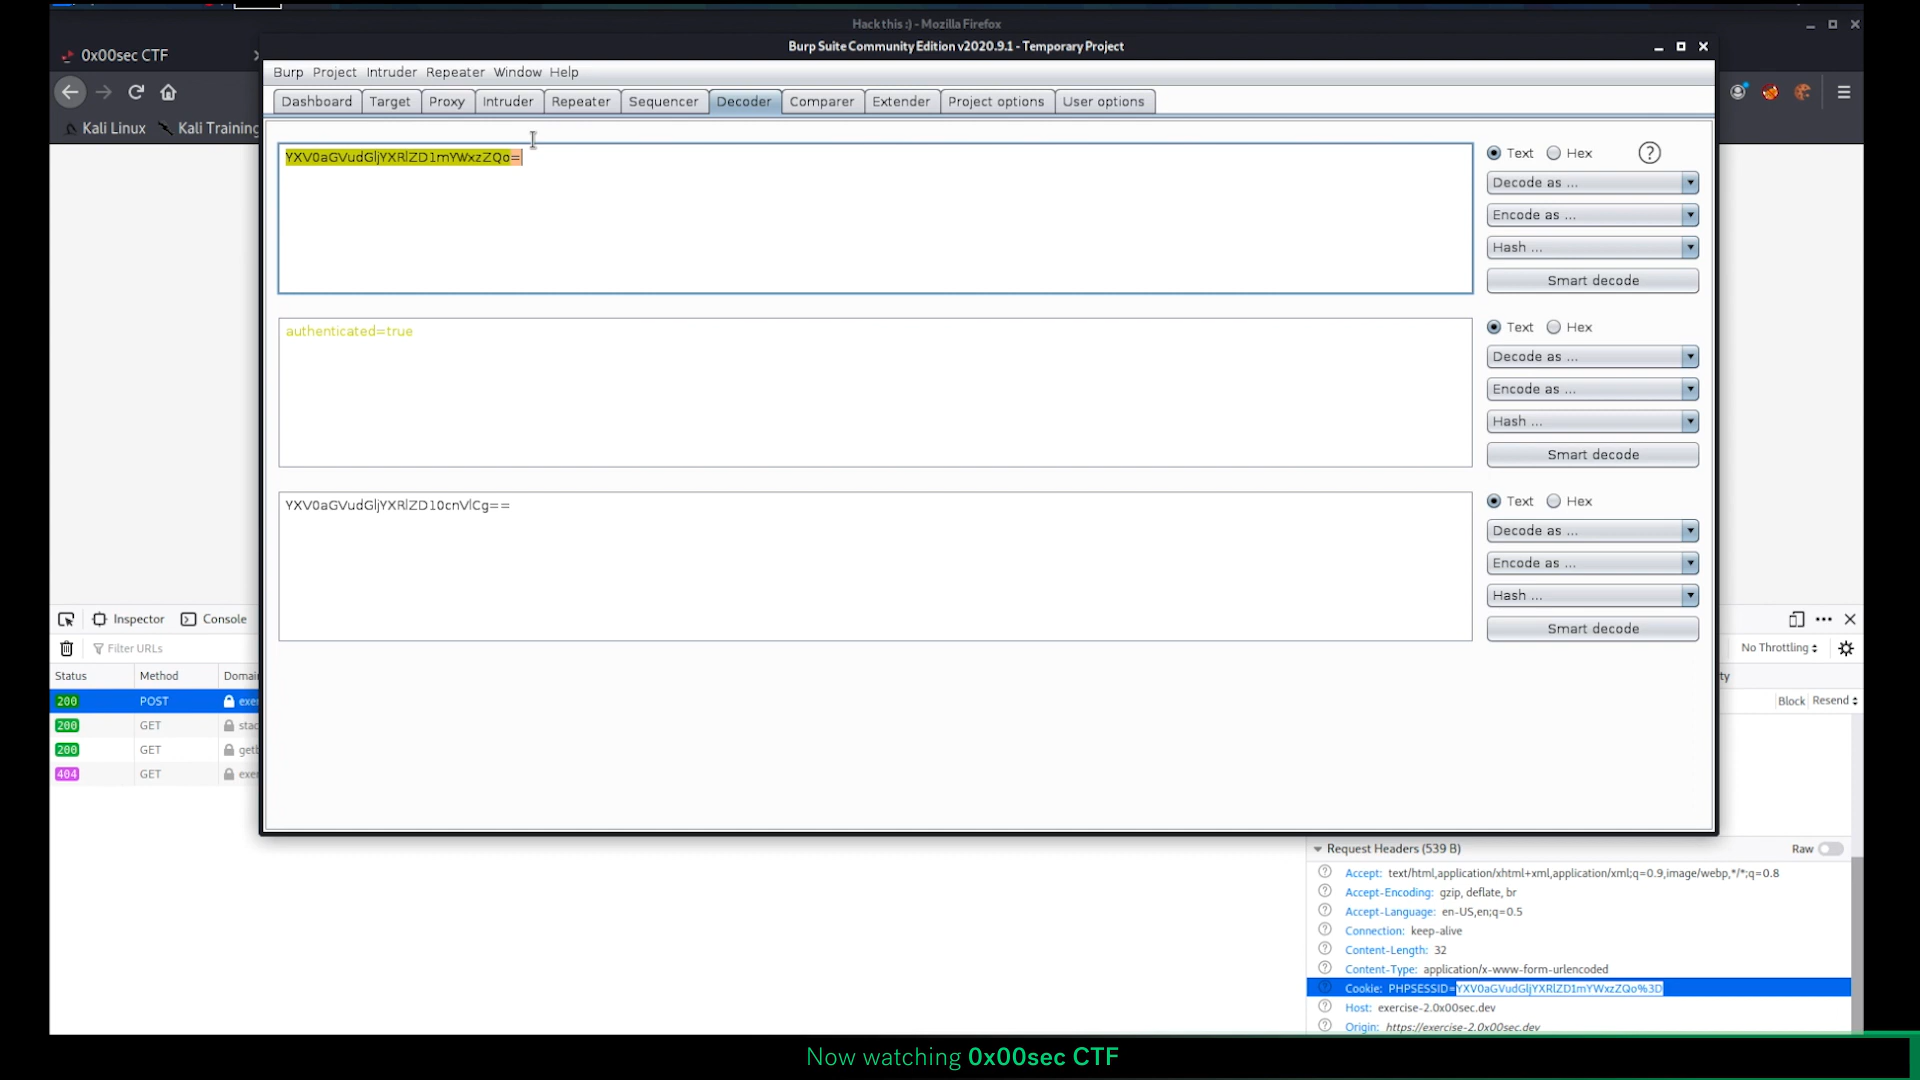 Hack this :) - Mozilla Firefox
0x00sec CTF
Burp Suite Community Edition v2020.9.1 - Temporary Project
Burp Project Intruder Repeater Window Help
Dashboard Target Proxy Intruder Repeater Sequencer Decoder Comparer Extender Project options User options
Kali Linux Kali Training
YXV0aGVudGljYXRlZD1mYWxzZQo=
Text Hex ?
Decode as ...
Encode as ...
Hash ...
Smart decode
authenticated=true
Text Hex
Decode as ...
Encode as ...
Hash ...
Smart decode
YXV0aGVudGljYXRlZD10cnVlCg==
Text Hex
Decode as ...
Encode as ...
Hash ...
Smart decode
Inspector Console
Filter URLs No Throttling
Status Method Domai ty
200 POST exe Block Resend
200 GET stac
200 GET getb
404 GET exer
Request Headers (539 B) Raw
Accept: text/html,application/xhtml+xml,application/xml;q=0.9,image/webp,*/*;q=0.8
Accept-Encoding: gzip, deflate, br
Accept-Language: en-US,en;q=0.5
Connection: keep-alive
Content-Length: 32
Content-Type: application/x-www-form-urlencoded
Cookie: PHPSESSID=YXV0aGVudGljYXRlZD1mYWxzZQo%3D
Host: exercise-2.0x00sec.dev
Origin: https://exercise-2.0x00sec.dev
Now watching 0x00sec CTF